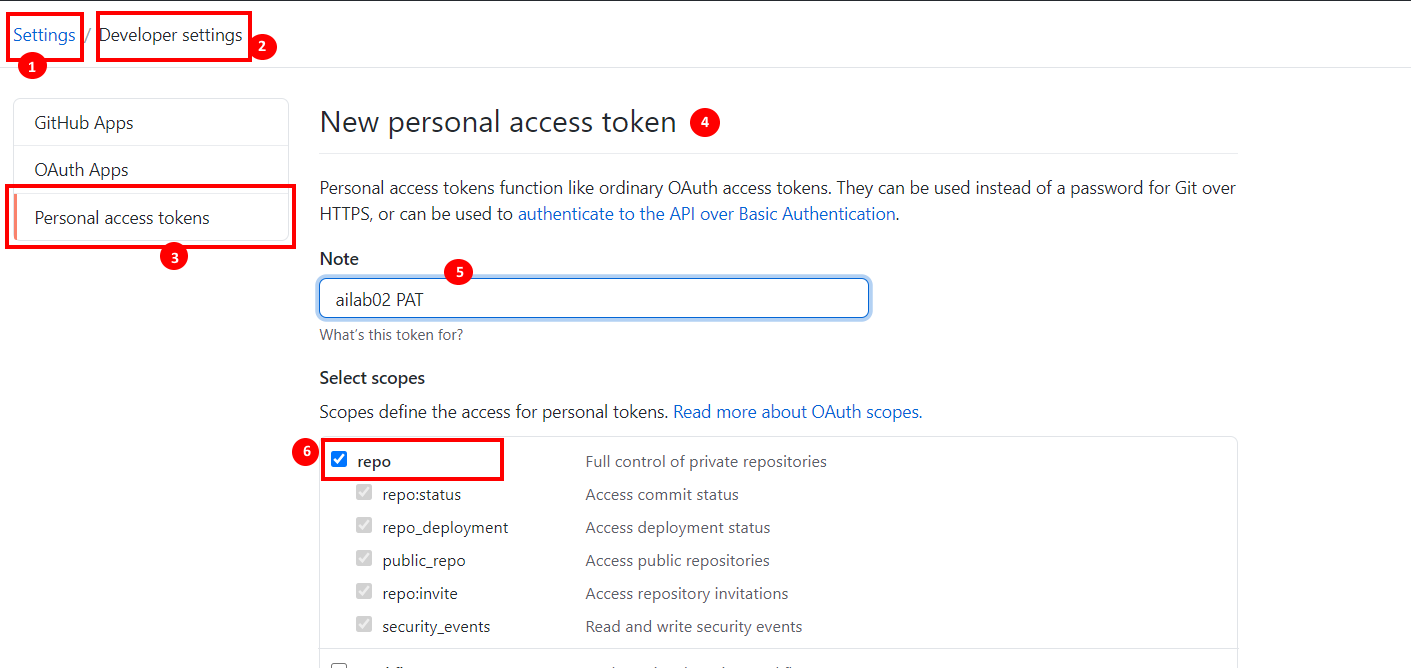 Settings / Developer settings
1
2
GitHub Apps
OAuth Apps
Personal access tokens
3
New personal access token 4
Personal access tokens function like ordinary OAuth access tokens. They can be used instead of a password for Git over
HTTPS, or can be used to authenticate to the API over Basic Authentication.
Note
5
ailab02 PAT
What's this token for?
Select scopes
Scopes define the access for personal tokens. Read more about OAuth scopes.
6 repo Full control of private repositories
repo:status Access commit status
repo_deployment Access deployment status
public_repo Access public repositories
repo:invite Access repository invitations
security_events Read and write security events